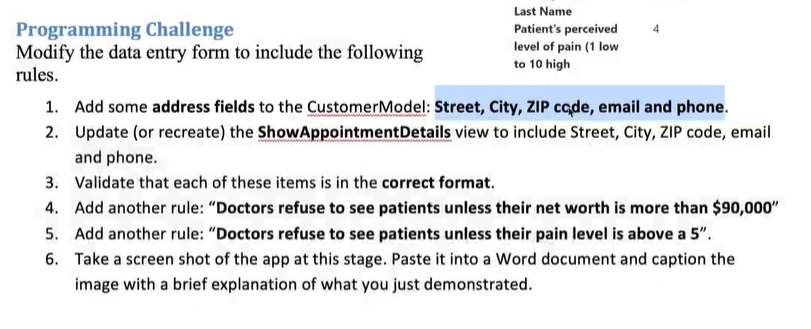 Last Name
Patient's perceived 4
level of pain (1 low
to 10 high
Programming Challenge
Modify the data entry form to include the following
rules.
1. Add some address fields to the CustomerModel: Street, City, ZIP code, email and phone.
2. Update (or recreate) the ShowAppointmentDetails view to include Street, City, ZIP code, email
and phone.
3. Validate that each of these items is in the correct format.
4. Add another rule: “Doctors refuse to see patients unless their net worth is more than $90,000”
5. Add another rule: “Doctors refuse to see patients unless their pain level is above a 5”.
6. Take a screen shot of the app at this stage. Paste it into a Word document and caption the
image with a brief explanation of what you just demonstrated.